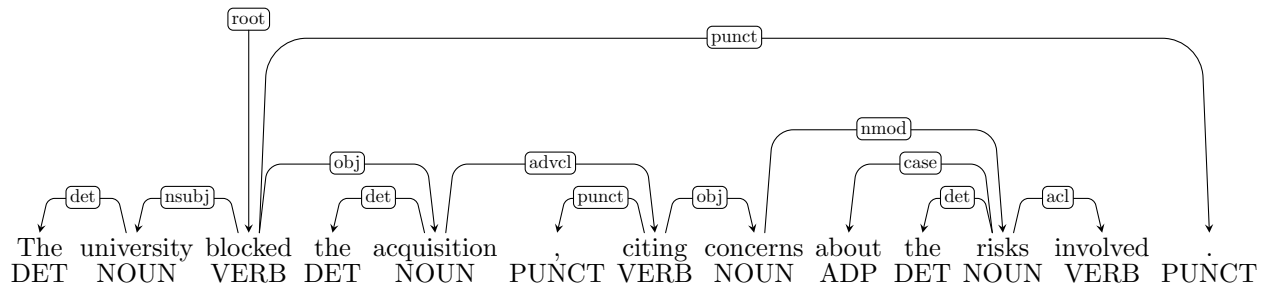 root
punct
nmod
obj advcl case
det nsubj det punct obj det acl
The university blocked the acquisition , citing concerns about the risks involved .
DET NOUN VERB DET NOUN PUNCT VERB NOUN ADP DET NOUN VERB PUNCT